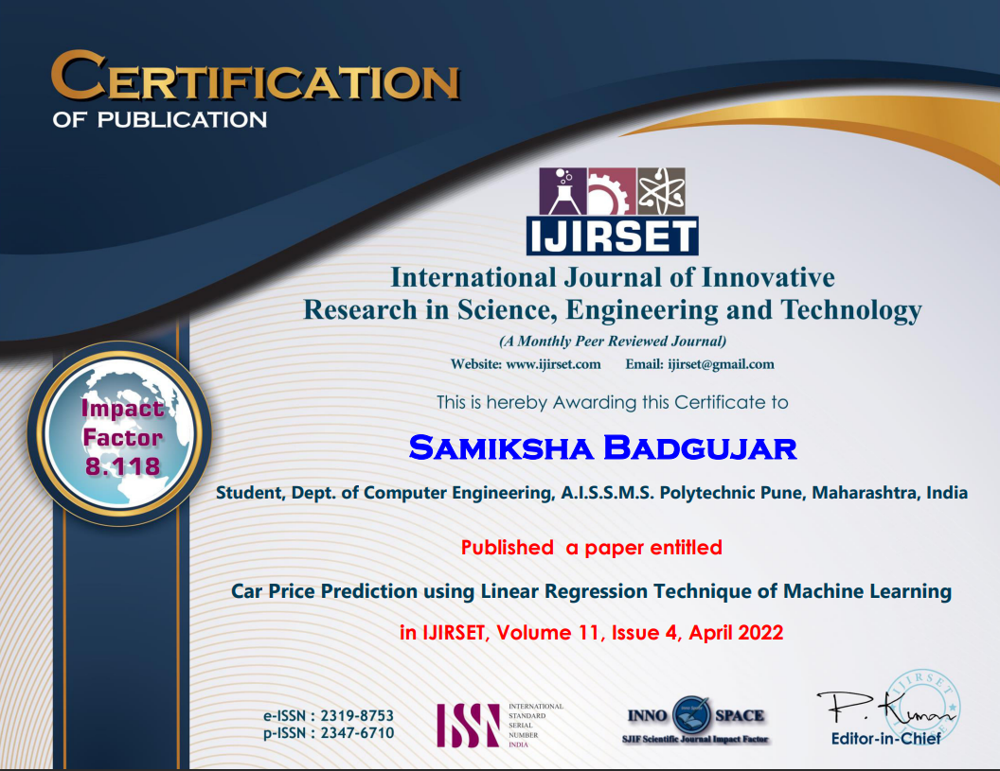 CERTIFICATION
OF PUBLICATION
IJIRSET
International Journal of Innovative
Research in Science, Engineering and Technology
(A Monthly Peer Reviewed Journal)
Website: www.ijirset.com Email: ijirset@gmail.com
This is hereby Awarding this Certificate to
Impact
Factor
8.118
SAMIKSHA BADGUJAR
Student, Dept. of Computer Engineering, A.I.S.S.M.S. Polytechnic Pune, Maharashtra, India
Published a paper entitled
Car Price Prediction using Linear Regression Technique of Machine Learning
in IJIRSET, Volume 11, Issue 4, April 2022
e-ISSN : 2319-8753
p-ISSN : 2347-6710
ISSN
INTERNATIONAL
STANDARD
SERIAL
NUMBER
INDIA
INNO SPACE
SJIF Scientific Journal Impact Factor
IJIRSET
P. Kumar
Editor-in-Chief